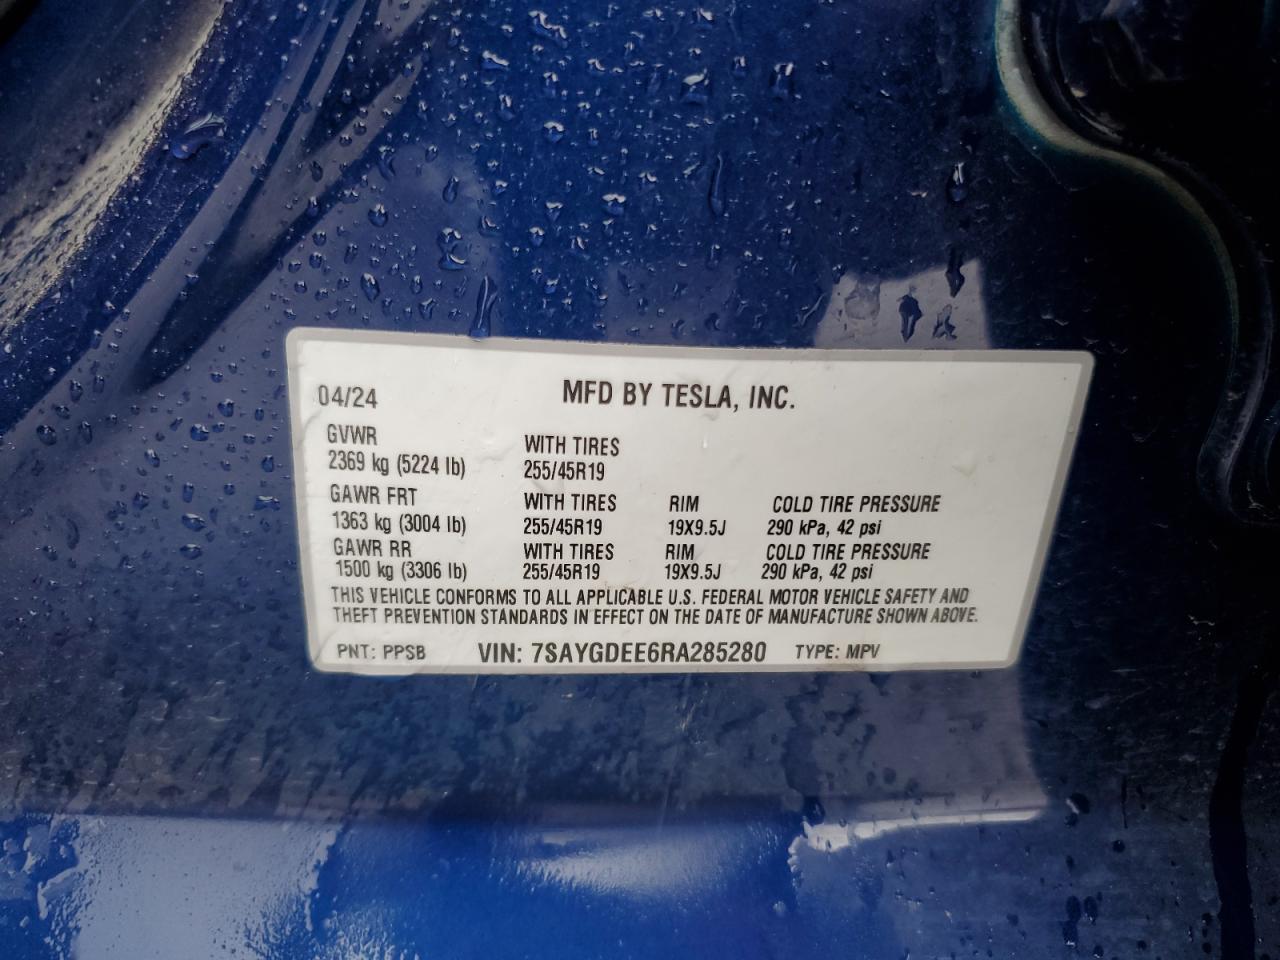 04/24 MFD BY TESLA, INC.
GVWR WITH TIRES
2369 kg (5224 lb) 255/45R19
GAWR FRT WITH TIRES RIM COLD TIRE PRESSURE
1363 kg (3004 lb) 255/45R19 19X9.5J 290 kPa, 42 psi
GAWR RR WITH TIRES RIM COLD TIRE PRESSURE
1500 kg (3306 lb) 255/45R19 19X9.5J 290 kPa, 42 psi
THIS VEHICLE CONFORMS TO ALL APPLICABLE U.S. FEDERAL MOTOR VEHICLE SAFETY AND
THEFT PREVENTION STANDARDS IN EFFECT ON THE DATE OF MANUFACTURE SHOWN ABOVE.
PNT: PPSB VIN: 7SAYGDEE6RA285280 TYPE: MPV